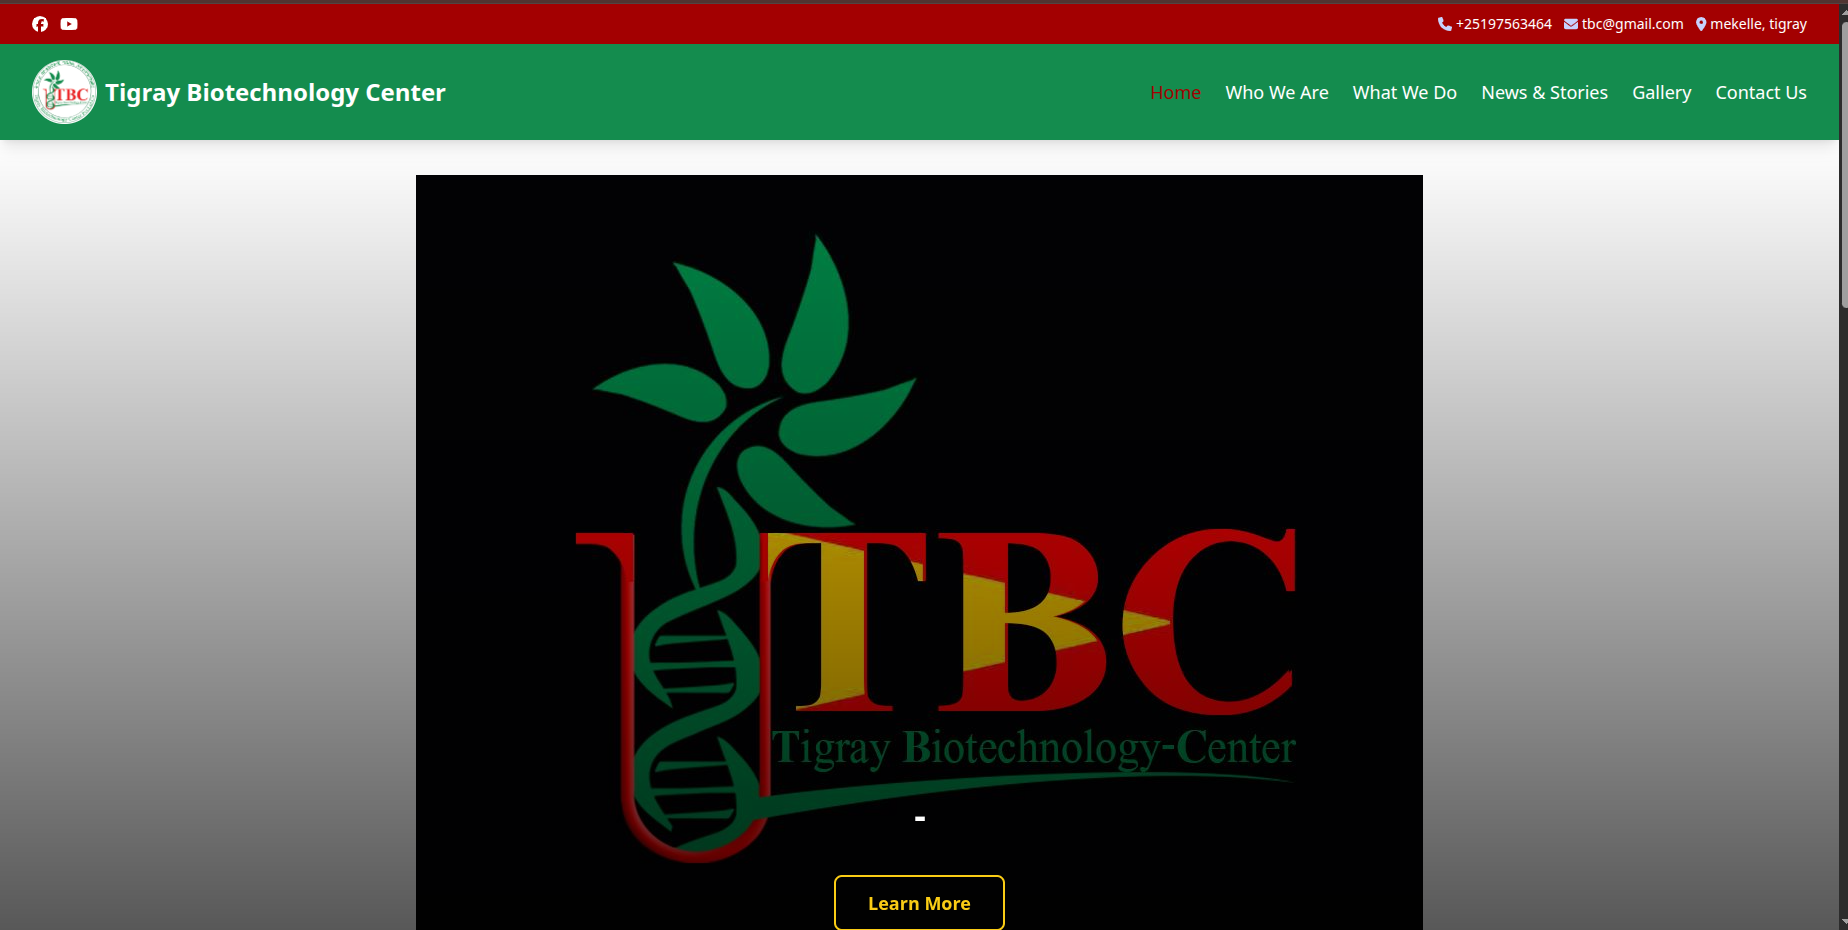 +25197563464 tbc@gmail.com mekelle, tigray
TBC Tigray Biotechnology Center
Home Who We Are What We Do News & Stories Gallery Contact Us
TBC
Tigray Biotechnology-Center
-
Learn More